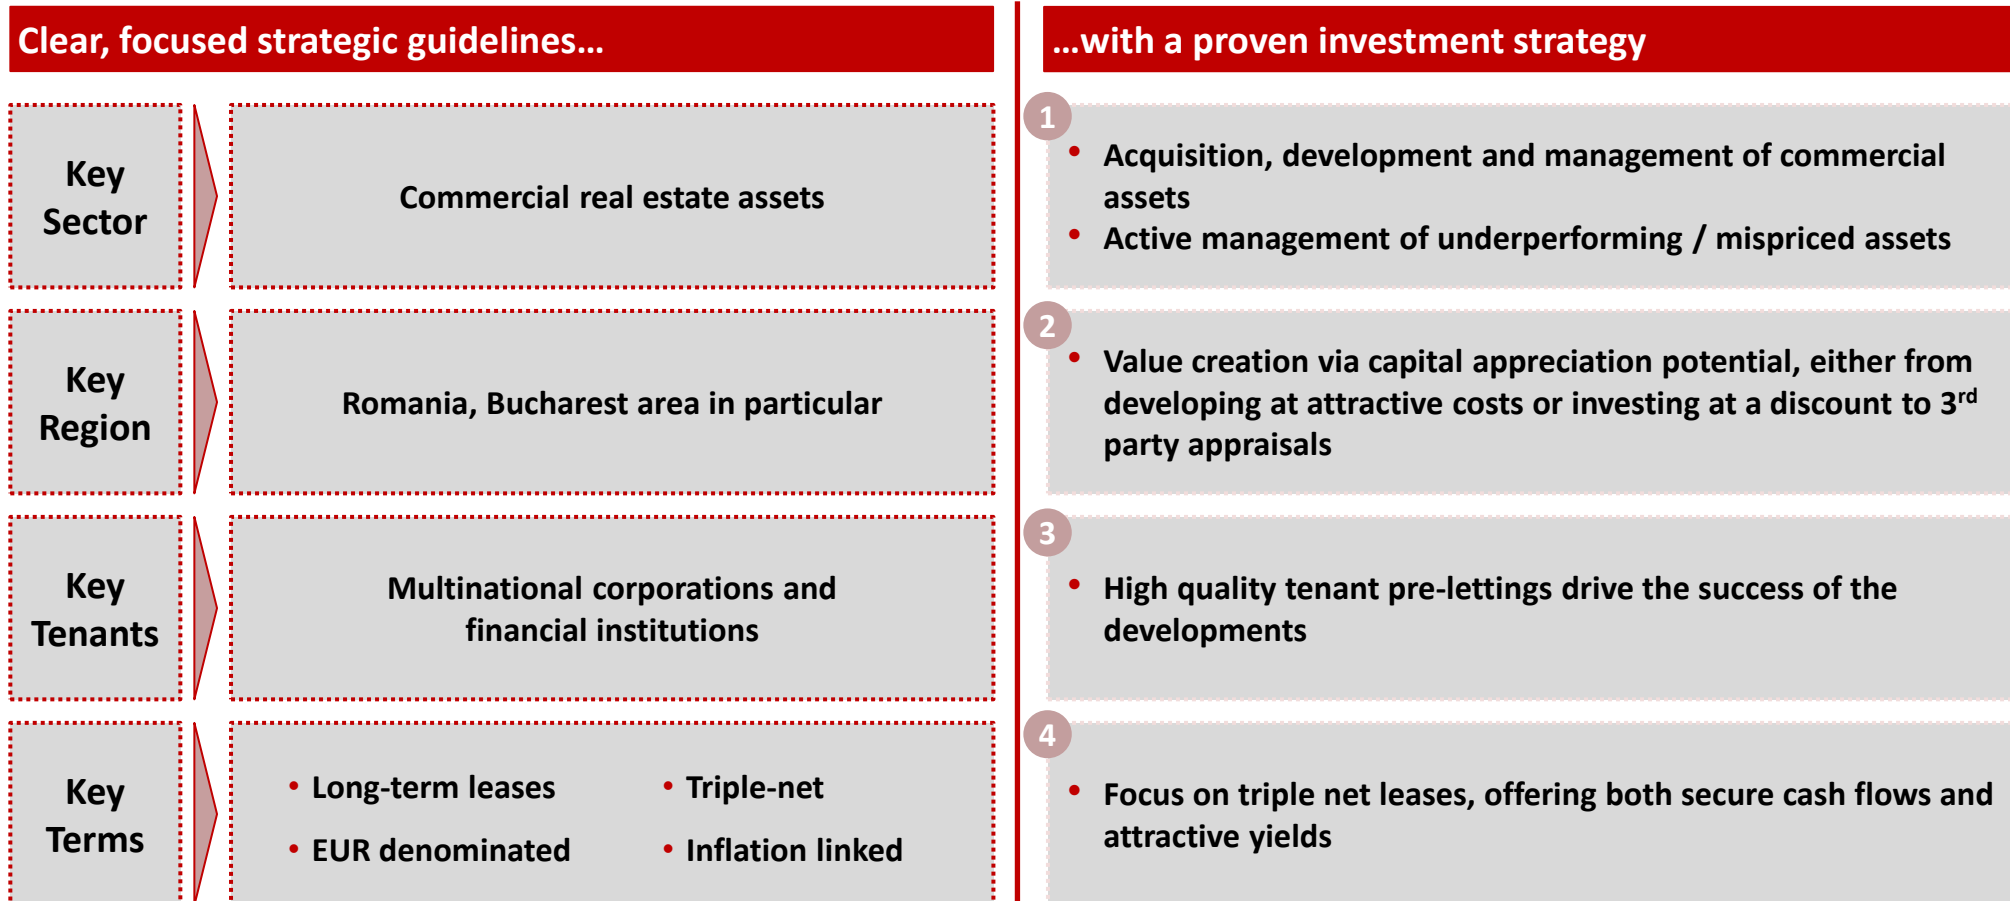 Clear, focused strategic guidelines…
Key
Sector
Commercial real estate assets
Key
Region
Romania, Bucharest area in particular
Key
Tenants
Multinational corporations and
financial institutions
Key
Terms
• Long-term leases
• Triple-net
• EUR denominated
• Inflation linked
…with a proven investment strategy
1
• Acquisition, development and management of commercial
assets
• Active management of underperforming / mispriced assets
2
• Value creation via capital appreciation potential, either from
developing at attractive costs or investing at a discount to 3rd
party appraisals
3
• High quality tenant pre-lettings drive the success of the
developments
4
• Focus on triple net leases, offering both secure cash flows and
attractive yields